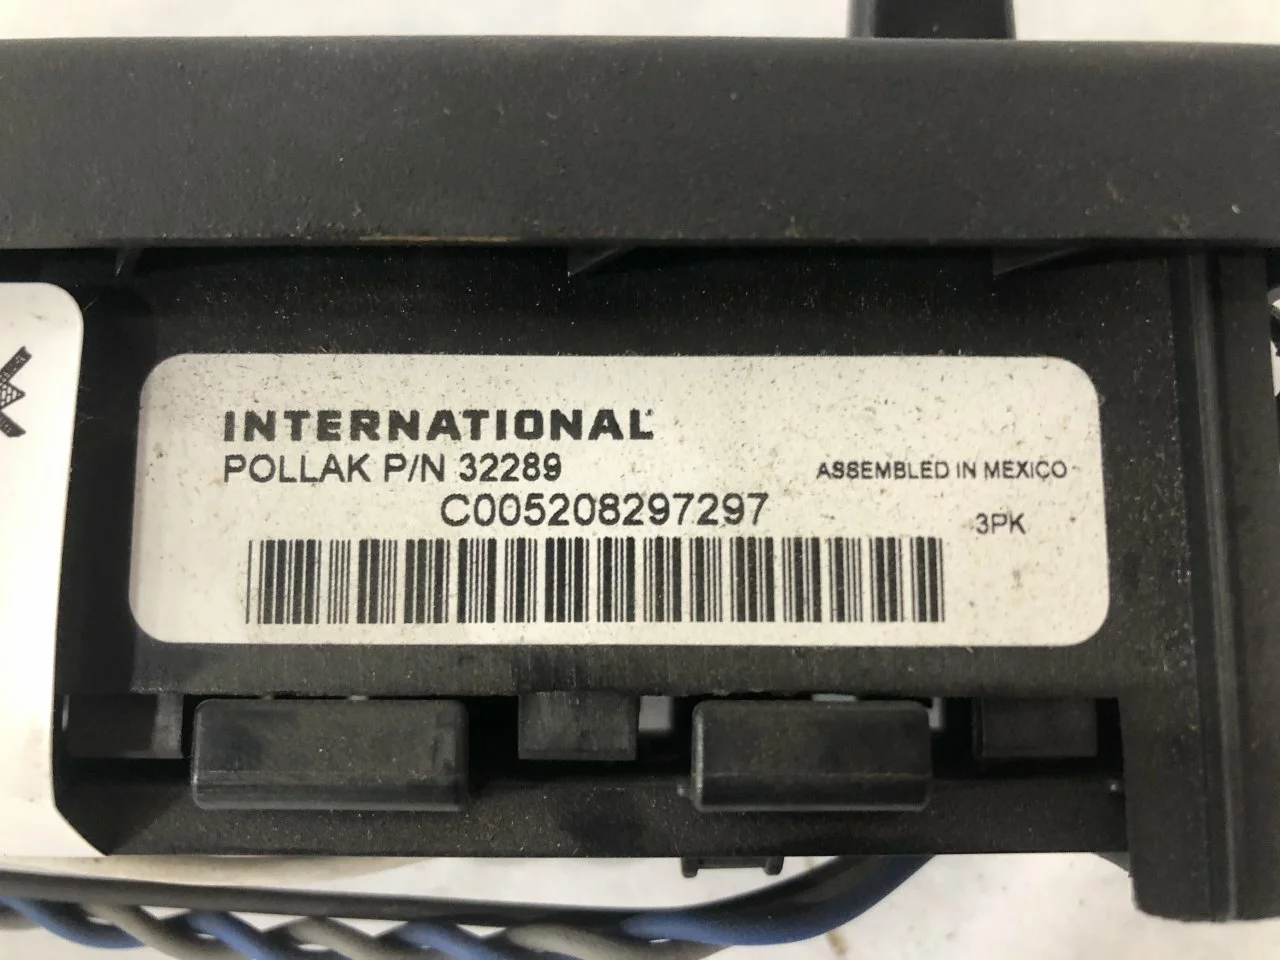 INTERNATIONAL
POLLAK P/N 32289
ASSEMBLED IN MEXICO
C005208297297
3PK